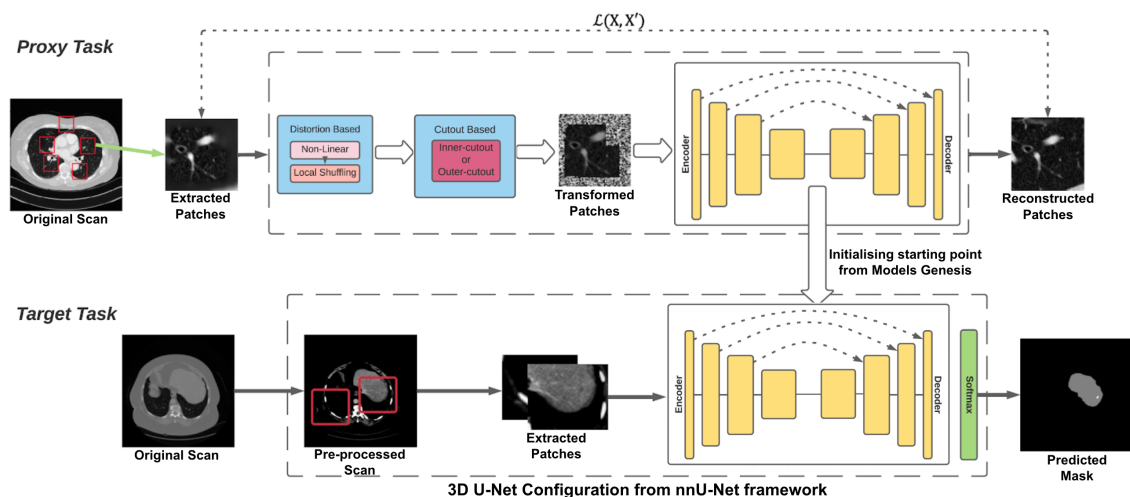 ℒ(X, X')
Proxy Task
Distortion Based
Non-Linear
Local Shuffling
Cutout Based
Inner-cutout
or
Outer-cutout
Encoder
Decoder
Original Scan
Extracted
Patches
Transformed
Patches
Reconstructed
Patches
Initialising starting point
from Models Genesis
Target Task
Encoder
Decoder
Softmax
Original Scan
Pre-processed
Scan
Extracted
Patches
Predicted
Mask
3D U-Net Configuration from nnU-Net framework